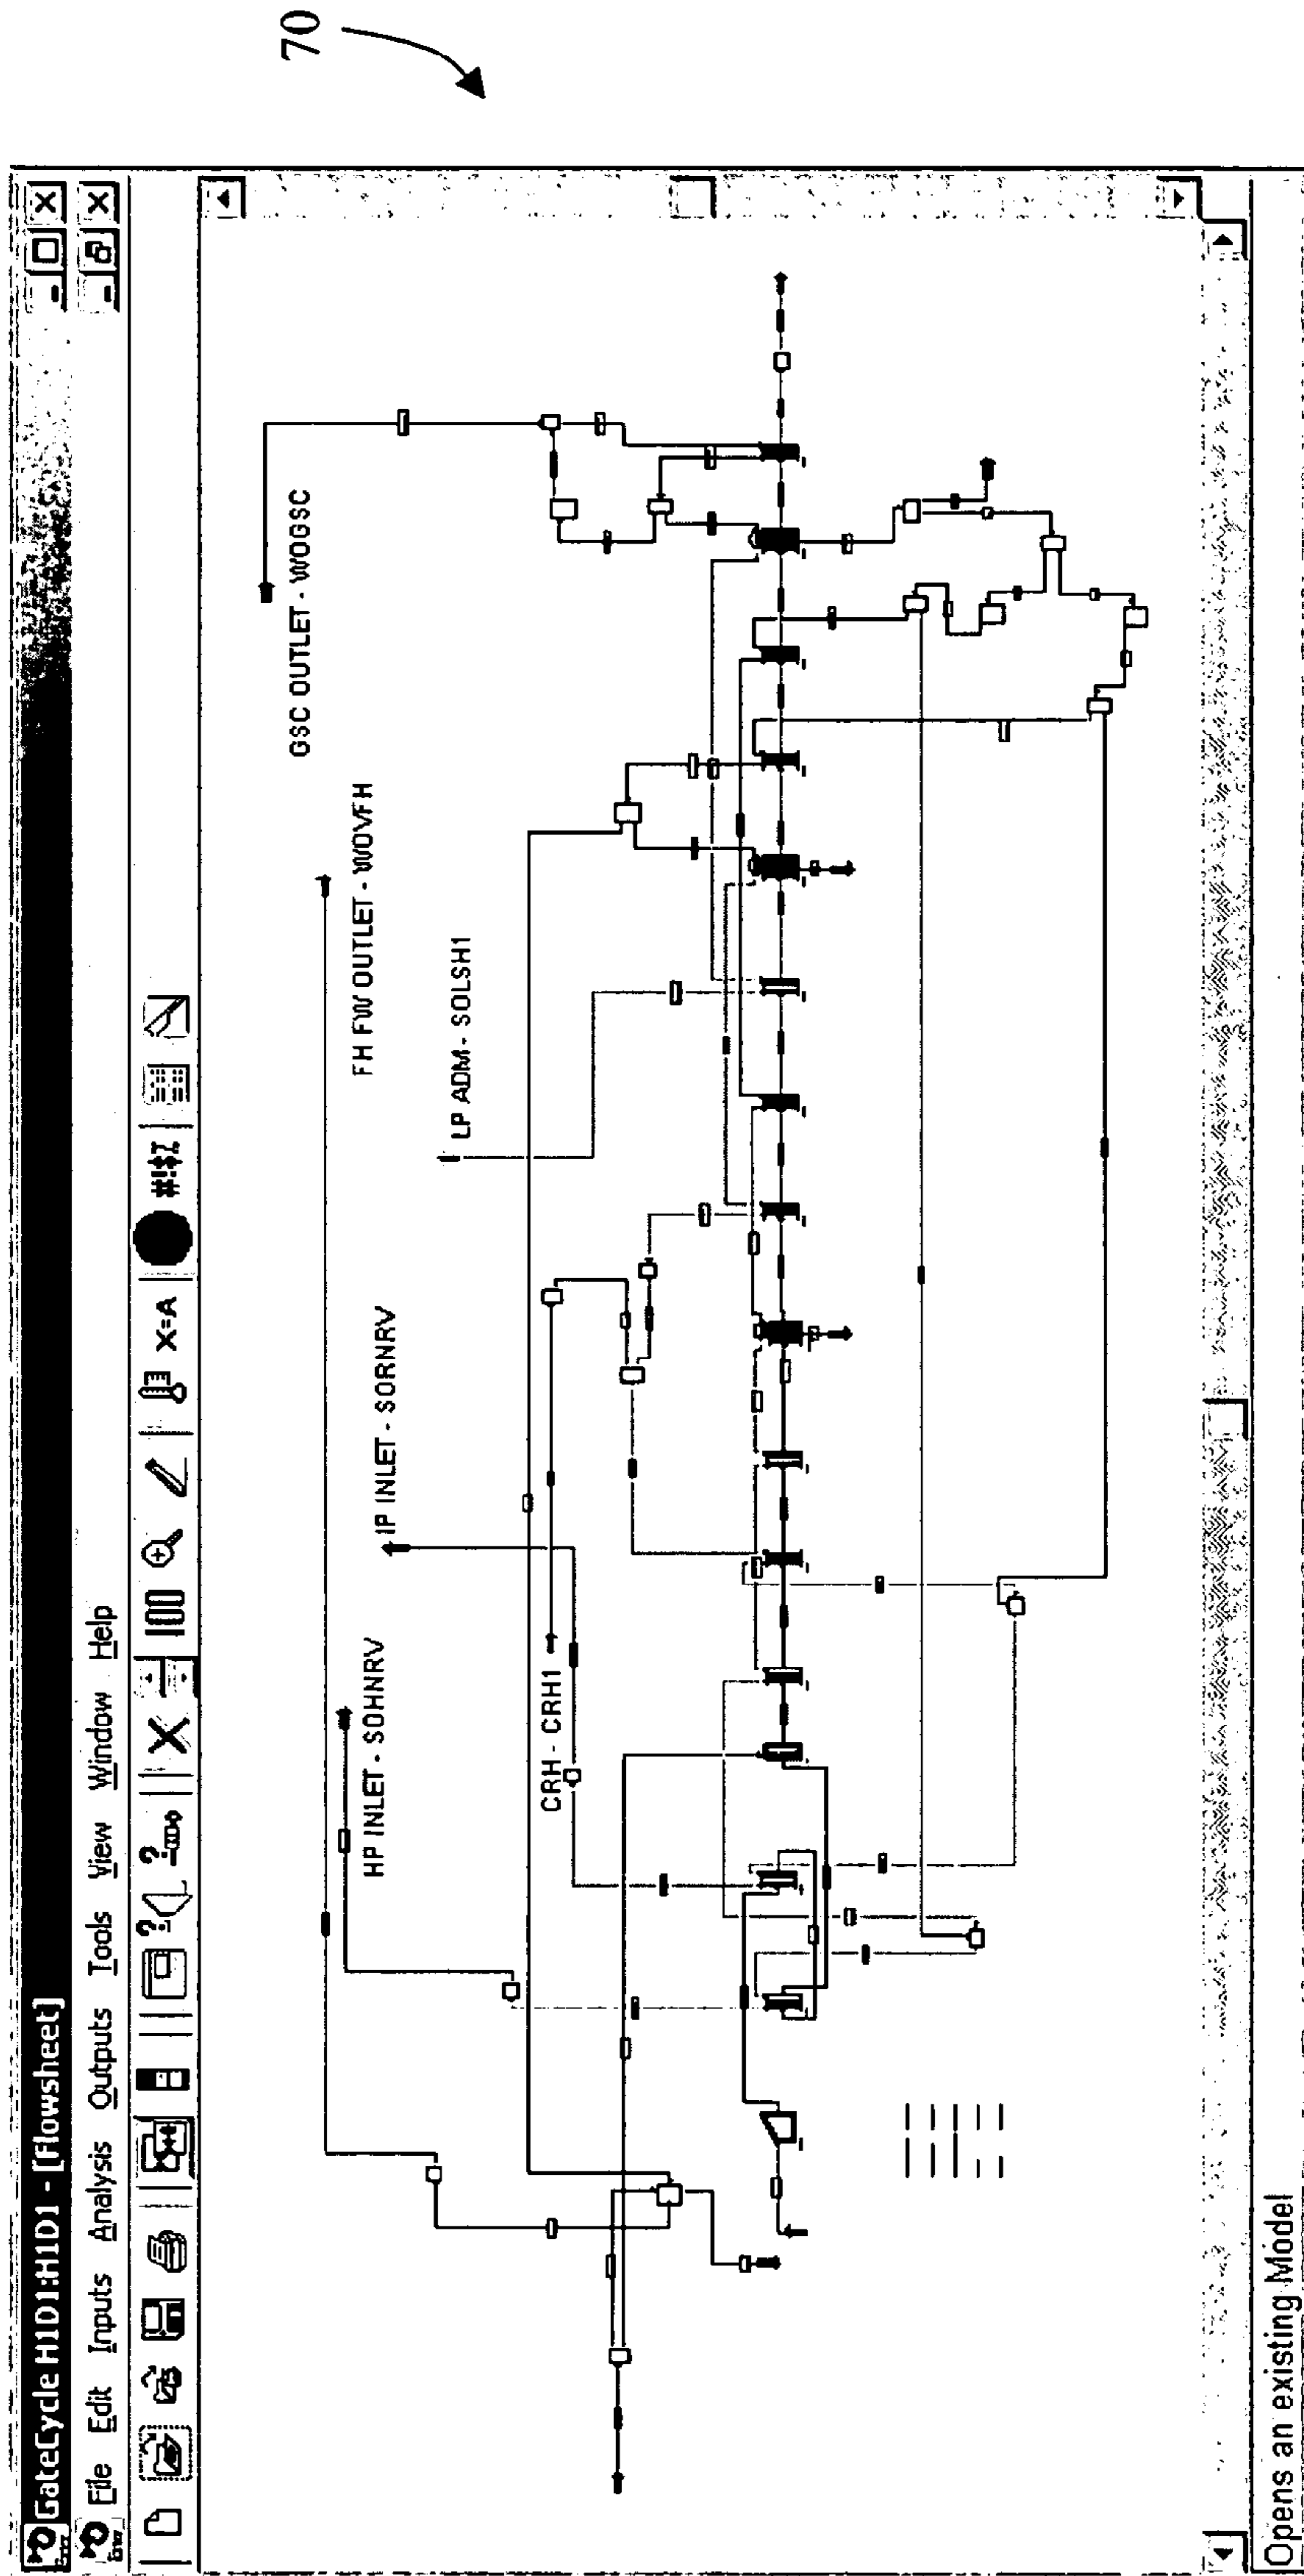 70
GateCycle H1D1:H1D1 - [Flowsheet]
File Edit Inputs Analysis Outputs Tools View Window Help
X=A #!$?
GSC OUTLET - WOGSC
FH FW OUTLET - WOVFH
LP ADM - SOLSH1
IP INLET - SORNRV
HP INLET - SOHNRV
CRH - CRH1
Opens an existing Model